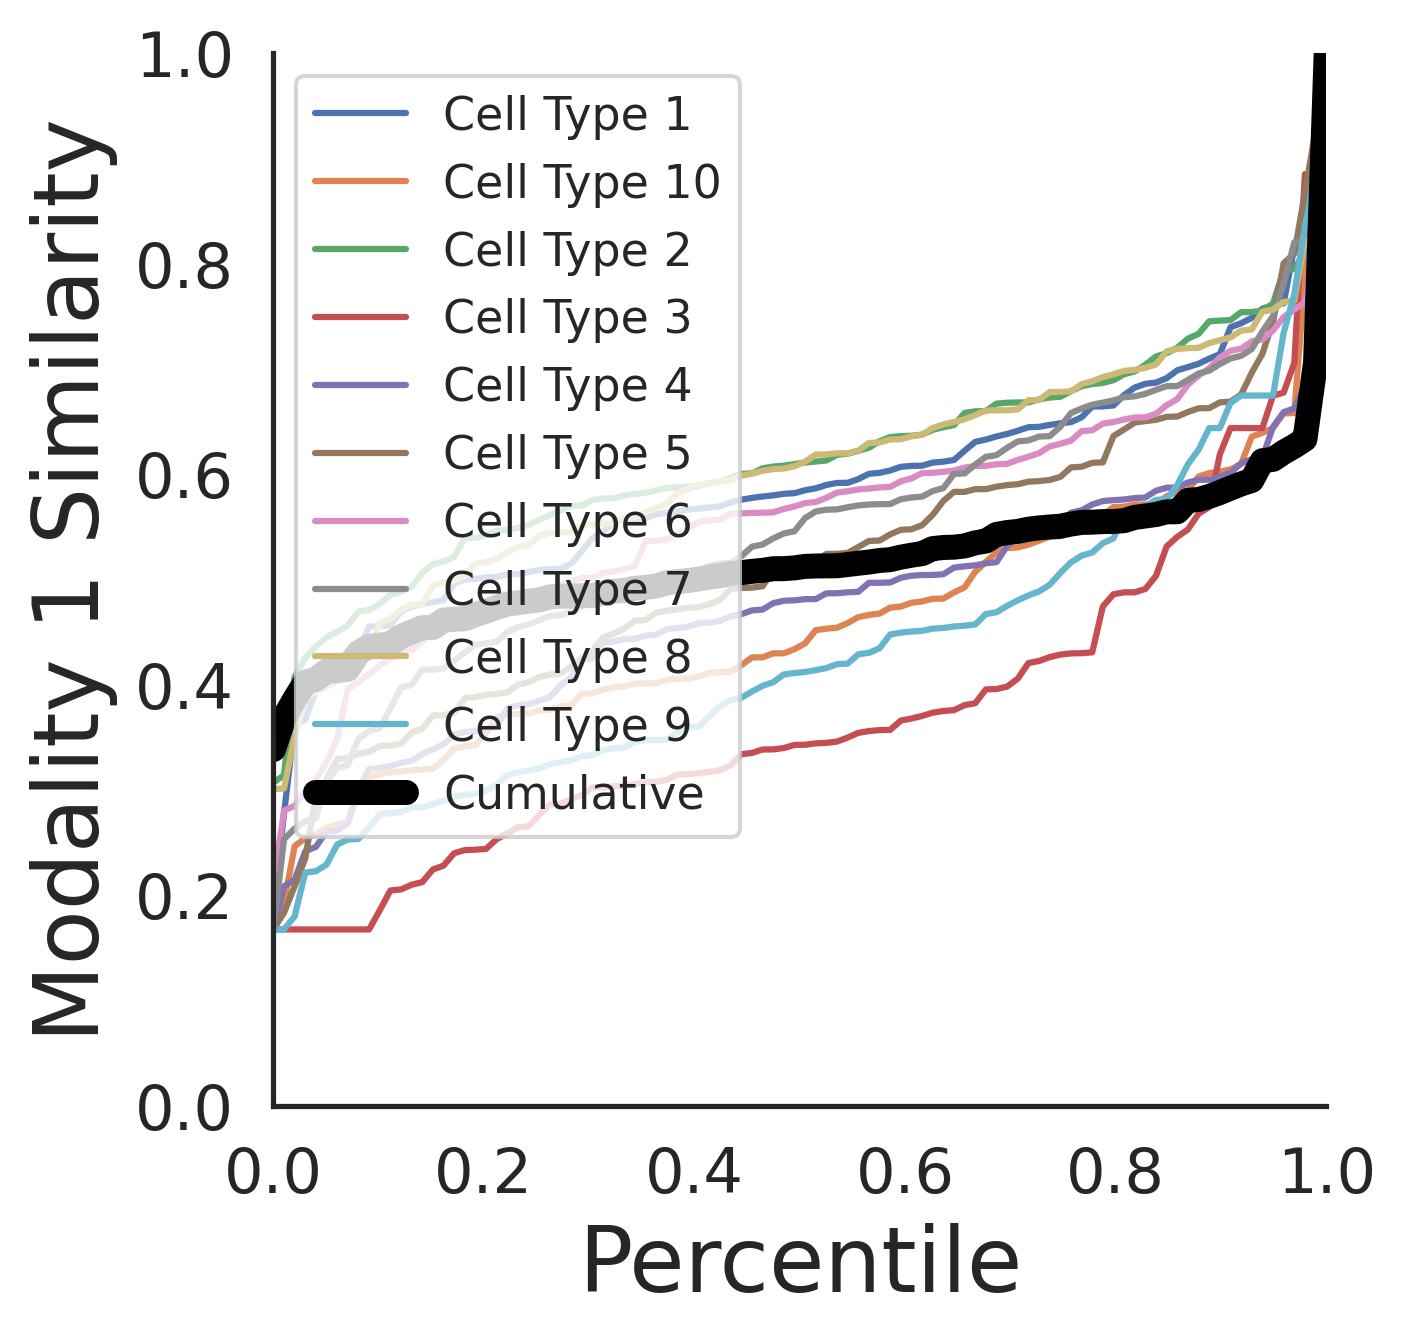 Modality 1 Similarity
1.0
0.8
0.6
0.4
0.2
0.0
Cell Type 1
Cell Type 10
Cell Type 2
Cell Type 3
Cell Type 4
Cell Type 5
Cell Type 6
Cell Type 7
Cell Type 8
Cell Type 9
Cumulative
0.0 0.2 0.4 0.6 0.8 1.0
Percentile